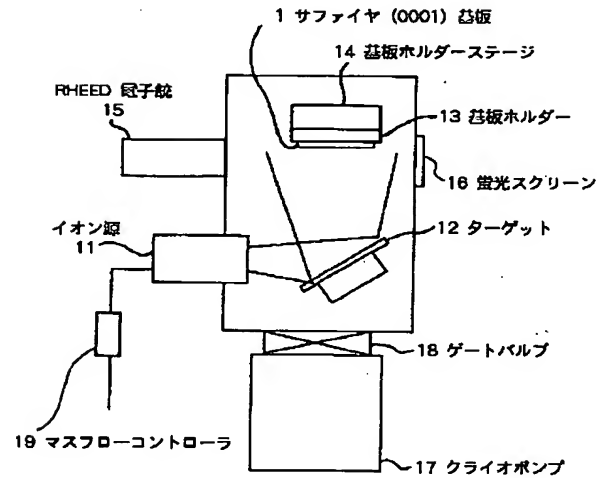 1 サファイヤ (0001) 基板
14 基板ホルダーステージ
RHEED 電子銃
15
13 基板ホルダー
16 蛍光スクリーン
イオン源
11
12 ターゲット
18 ゲートバルブ
19 マスフローコントローラ
17 クライオポンプ